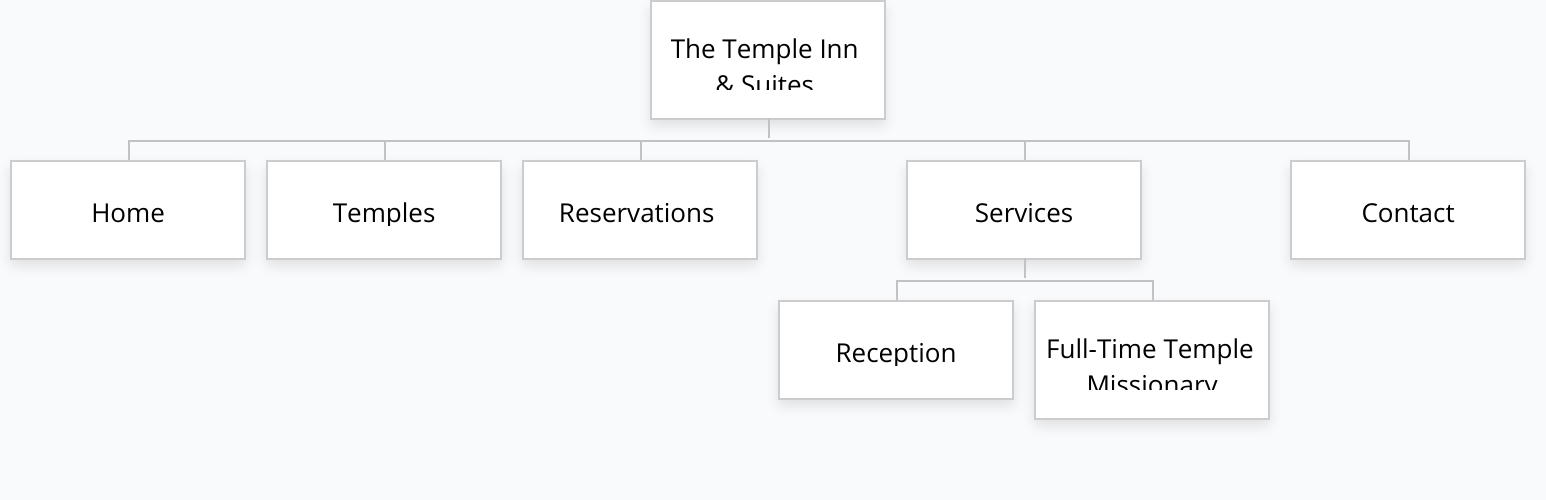 The Temple Inn
& Suites
Home
Temples
Reservations
Services
Contact
Reception
Full-Time Temple
Missionary